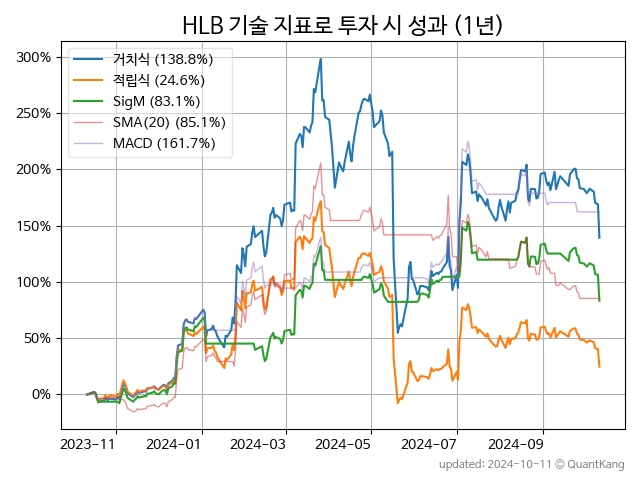 HLB 기술 지표로 투자 시 성과 (1년)
300%
250%
200%
150%
100%
50%
0%
거치식 (138.8%)
적립식 (24.6%)
SigM (83.1%)
SMA(20) (85.1%)
MACD (161.7%)
2023-11
2024-01
2024-03
2024-05
2024-07
2024-09
updated: 2024-10-11 © QuantKang